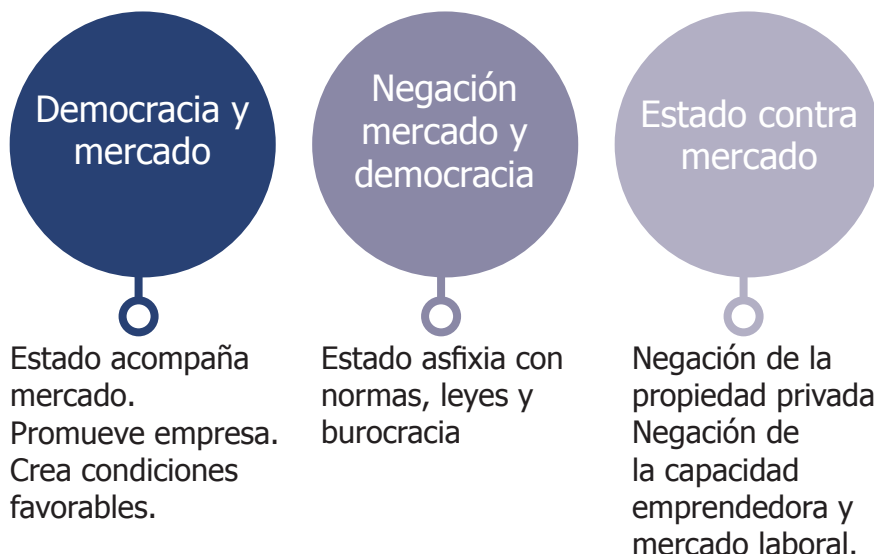 Democracia y
mercado
Negación
mercado y
democracia
Estado contra
mercado
Estado acompaña
mercado.
Promueve empresa.
Crea condiciones
favorables.
Estado asfixia con
normas, leyes y
burocracia
Negación de la
propiedad privada
Negación de
la capacidad
emprendedora y
mercado laboral.